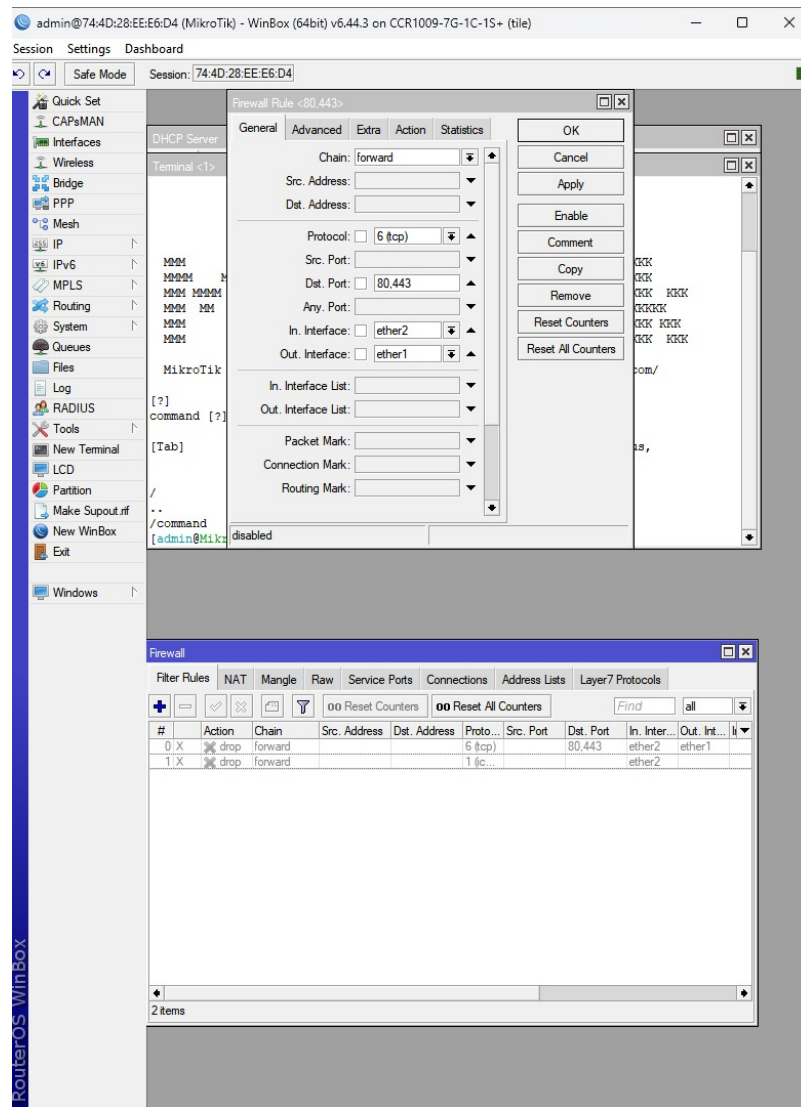 admin@74:4D:28:EE:E6:D4 (MikroTik) - WinBox (64bit) v6.44.3 on CCR1009-7G-1C-1S+ (tile)
Session Settings Dashboard
Safe Mode Session: 74:4D:28:EE:E6:D4
Quick Set
CAPsMAN
Interfaces
Wireless
Bridge
PPP
Mesh
IP
IPv6
MPLS
Routing
System
Queues
Files
Log
RADIUS
Tools
New Terminal
LCD
Partition
Make Supout.rif
New WinBox
Exit
Windows
RouterOS WinBox
DHCP Server
Terminal <1>
MMM KKK
MMMM M KKK
MMM MMMM KKK KKK
MMM MM KKKKK
MMM KKK KKK
MMM KKK KKK
MikroTik com/
[?]
command [?]
[Tab] ns,
/
..
/command
[admin@Mikr
Firewall Rule <80,443>
General Advanced Extra Action Statistics
Chain: forward
Src. Address:
Dst. Address:
Protocol: 6 (tcp)
Src. Port:
Dst. Port: 80,443
Any. Port:
In. Interface: ether2
Out. Interface: ether1
In. Interface List:
Out. Interface List:
Packet Mark:
Connection Mark:
Routing Mark:
disabled
OK
Cancel
Apply
Enable
Comment
Copy
Remove
Reset Counters
Reset All Counters
Firewall
Filter Rules NAT Mangle Raw Service Ports Connections Address Lists Layer7 Protocols
00 Reset Counters 00 Reset All Counters Find all
# Action Chain Src. Address Dst. Address Proto... Src. Port Dst. Port In. Inter... Out. Int...
0 X drop forward 6 (tcp) 80,443 ether2 ether1
1 X drop forward 1 (ic... ether2
2 items